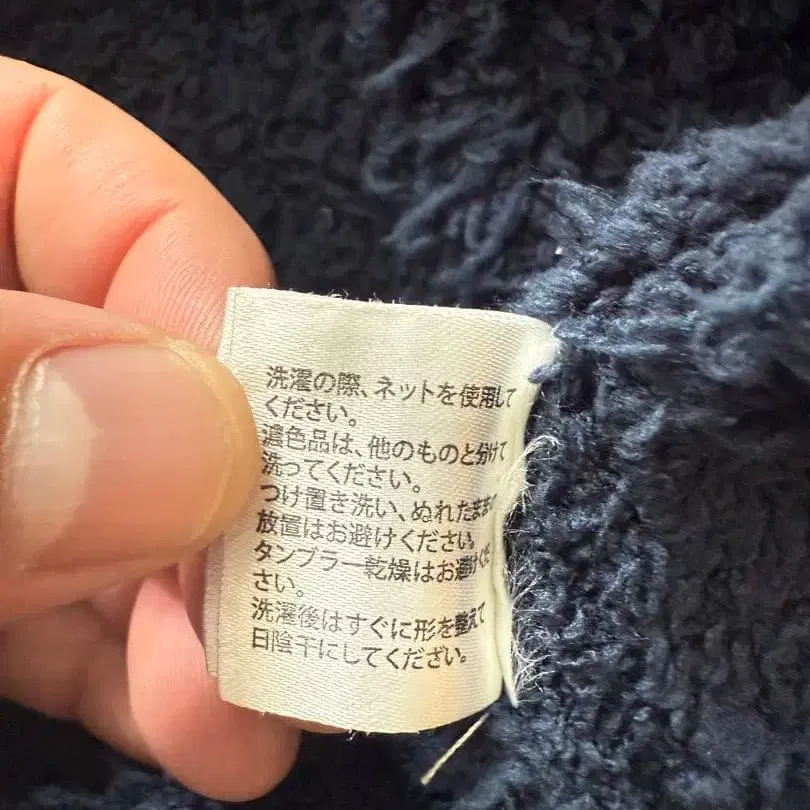 洗濯の際、ネットを使用して
ください。
濃色品は、他のものと分けて
洗ってください。
つけ置き洗い、ぬれたままの
放置はお避けください。
タンブラー乾燥はお避けくだ
さい。
洗濯後はすぐに形を整えて
日陰干にしてください。